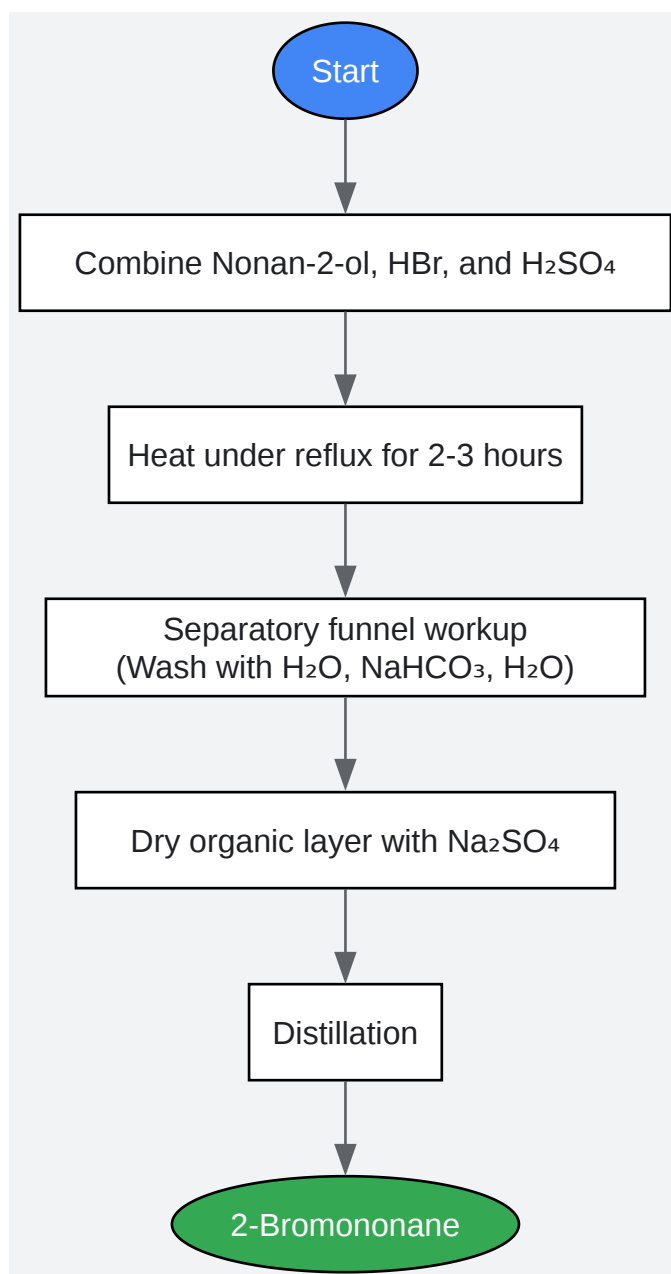 Start
Combine Nonan-2-ol, HBr, and H₂SO₄
Heat under reflux for 2-3 hours
Separatory funnel workup
(Wash with H₂O, NaHCO₃, H₂O)
Dry organic layer with Na₂SO₄
Distillation
2-Bromononane